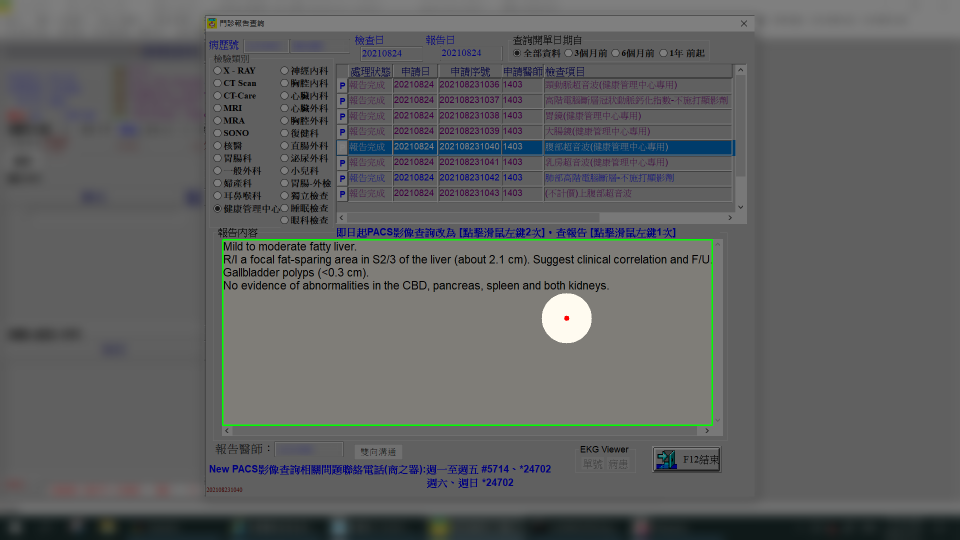 門診報告查詢
病歷號
檢查日
報告日
20210824
20210824
查詢開單日期自
全部資料 3個月前 6個月前 1年 前起
檢驗類別
X - RAY
CT Scan
CT-Care
MRI
MRA
SONO
核醫
胃腸科
一般外科
婦產科
耳鼻喉科
健康管理中心
神經內科
胸腔內科
心臟內科
心臟外科
胸腔外科
復健科
胃腸外科
泌尿外科
小兒科
胃腸-外檢
獨立檢查
睡眠檢查
眼科檢查
處理狀態 申請日 申請序號 申請醫師 檢查項目
P 報告完成 20210824 202108231036 1403 頸動脈超音波(健康管理中心專用)
P 報告完成 20210824 202108231037 1403 高階電腦斷層冠狀動脈鈣化指數-不施打顯影劑
P 報告完成 20210824 202108231038 1403 胃鏡(健康管理中心專用)
P 報告完成 20210824 202108231039 1403 大腸鏡(健康管理中心專用)
報告完成 20210824 202108231040 1403 腹部超音波(健康管理中心專用)
P 報告完成 20210824 202108231041 1403 乳房超音波(健康管理中心專用)
P 報告完成 20210824 202108231042 1403 肺部高階電腦斷層-不施打顯影劑
P 報告完成 20210824 202108231043 1403 (不計價)上腹部超音波
報告內容
即日起PACS影像查詢改為 [點擊滑鼠左鍵2次]，查報告 [點擊滑鼠左鍵1次]
Mild to moderate fatty liver.
R/I a focal fat-sparing area in S2/3 of the liver (about 2.1 cm). Suggest clinical correlation and F/U.
Gallbladder polyps (<0.3 cm).
No evidence of abnormalities in the CBD, pancreas, spleen and both kidneys.
報告醫師：
雙向溝通
EKG Viewer
單號 病患
F12結束
New PACS影像查詢相關問題聯絡電話(商之器):週一至週五 #5714、*24702
週六、週日 *24702
202108231040